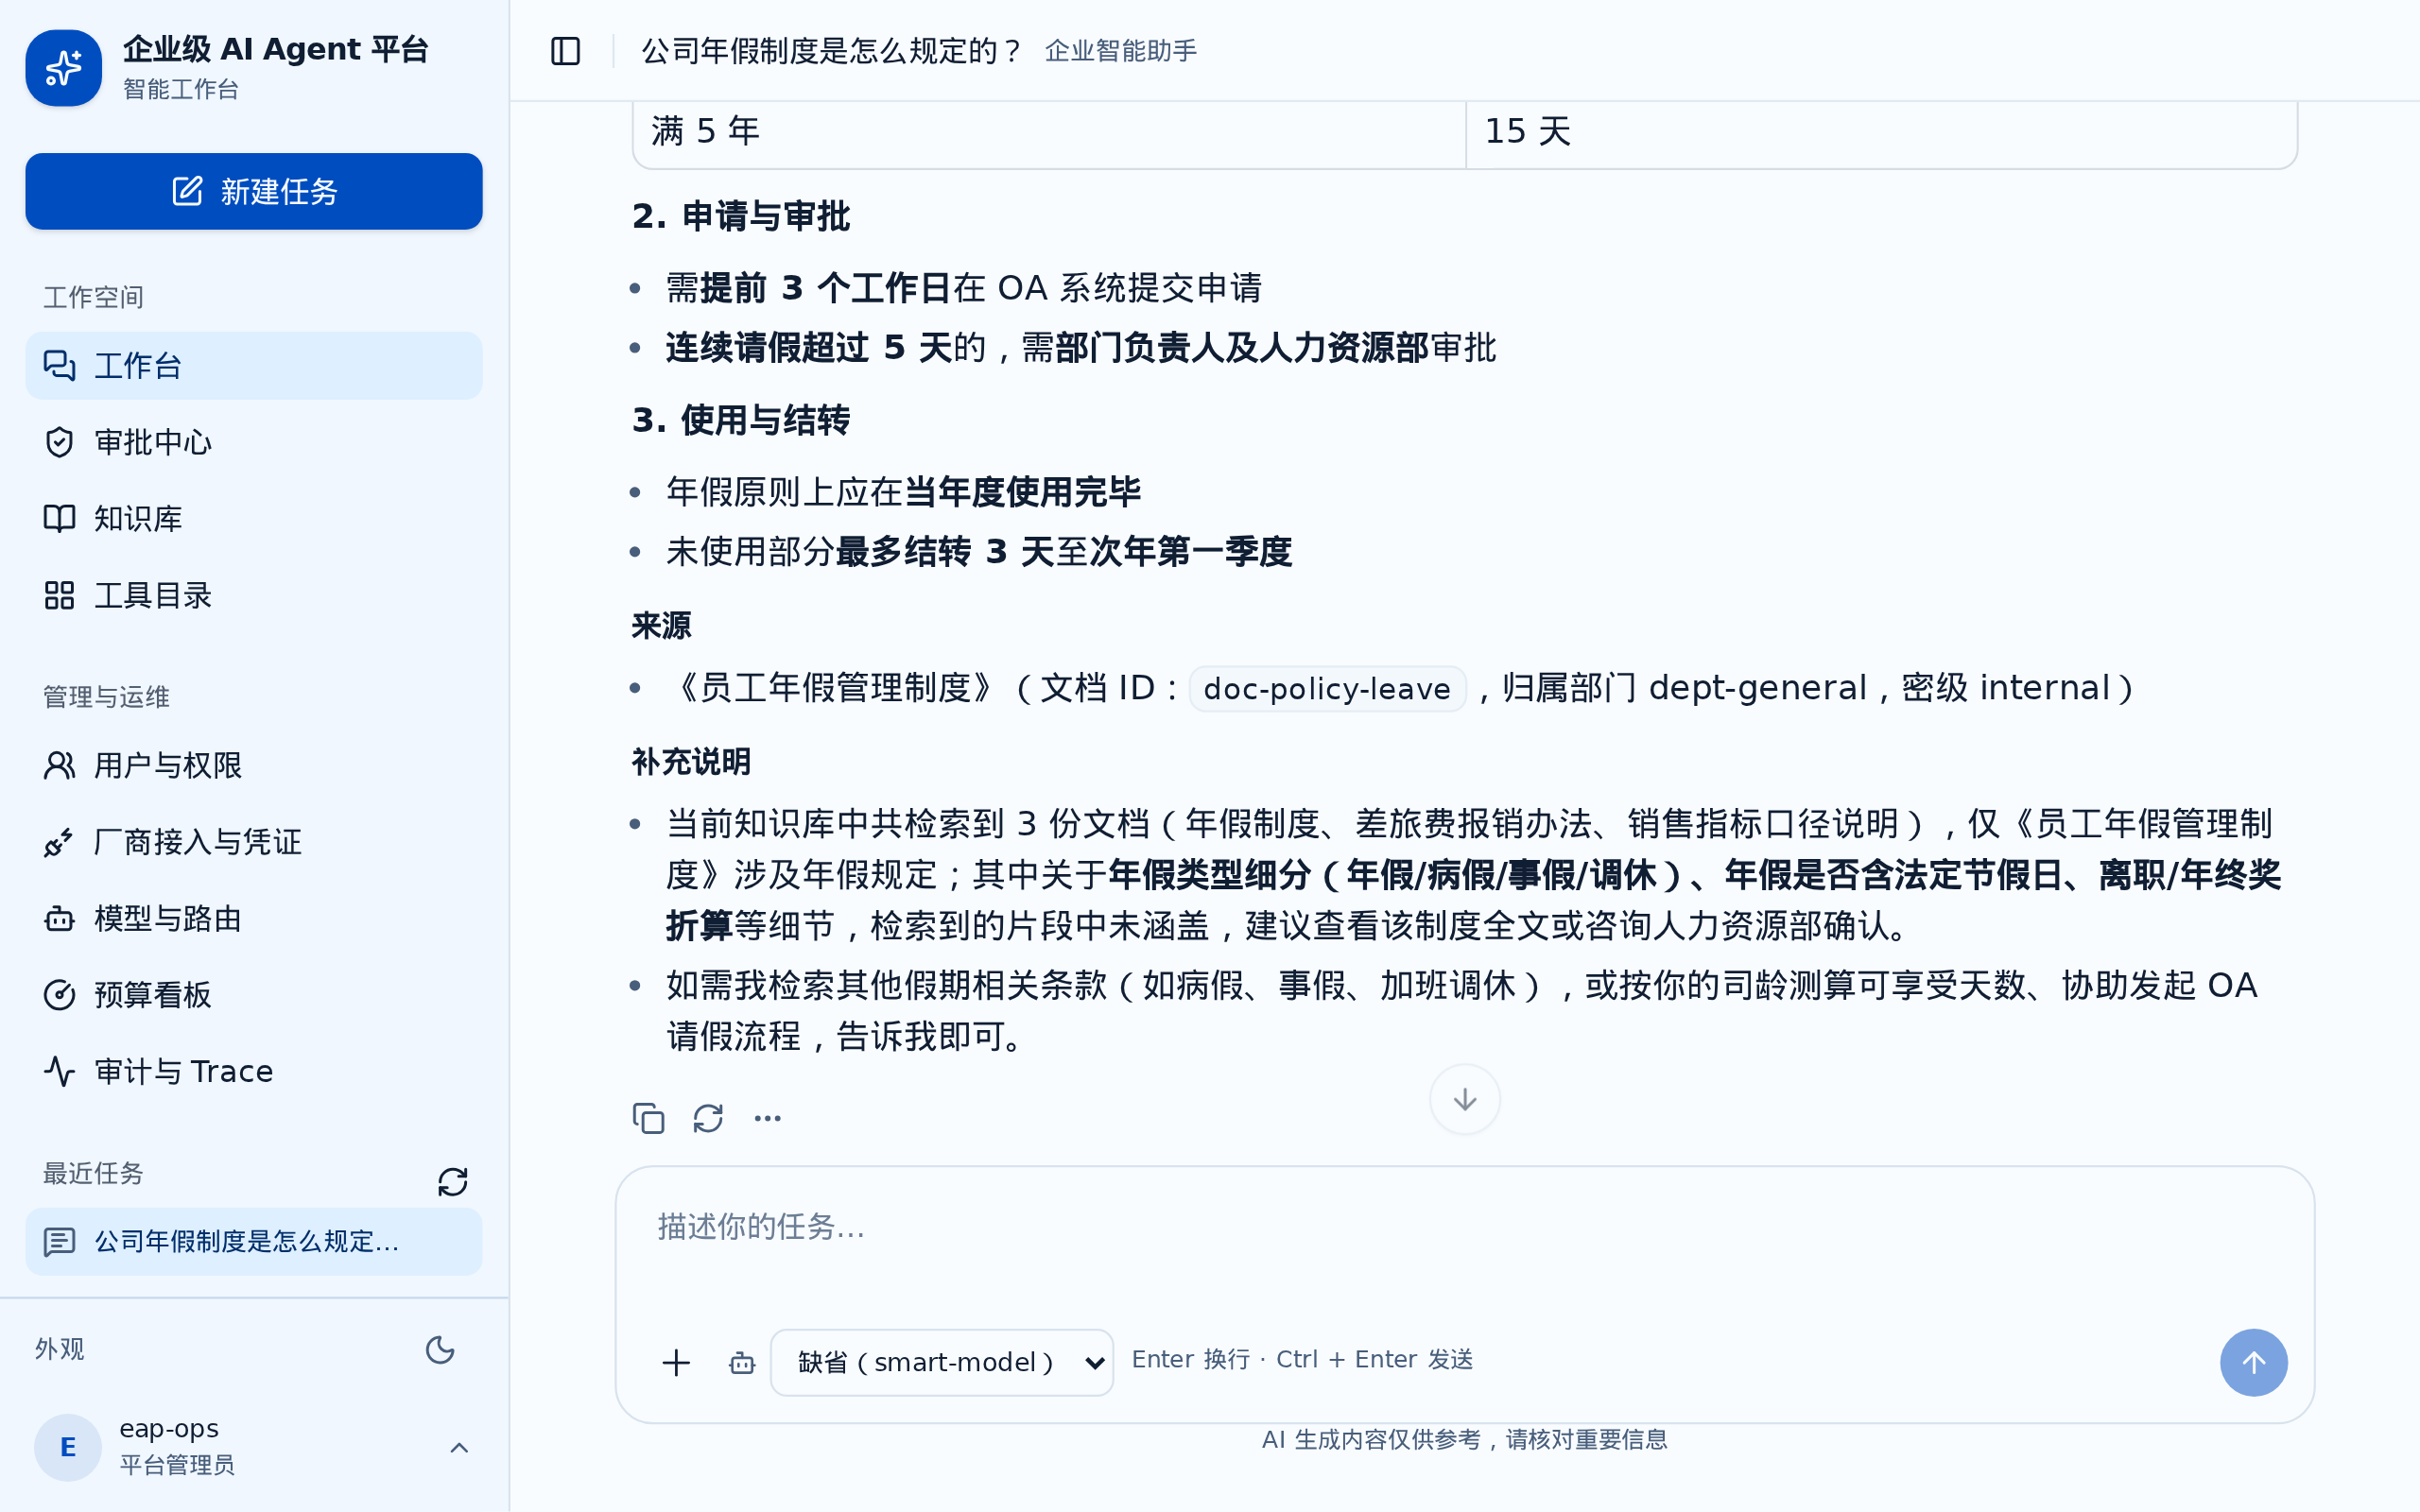 企业级 AI Agent 平台
智能工作台
新建任务
工作空间
工作台
审批中心
知识库
工具目录
管理与运维
用户与权限
厂商接入与凭证
模型与路由
预算看板
审计与 Trace
最近任务
公司年假制度是怎么规定...
外观
E
eap-ops
平台管理员
公司年假制度是怎么规定的？ 企业智能助手
满 5 年 15 天
2. 申请与审批
需提前 3 个工作日在 OA 系统提交申请
连续请假超过 5 天的，需部门负责人及人力资源部审批
3. 使用与结转
年假原则上应在当年度使用完毕
未使用部分最多结转 3 天至次年第一季度
来源
《员工年假管理制度》（文档 ID：doc-policy-leave，归属部门 dept-general，密级 internal）
补充说明
当前知识库中共检索到 3 份文档（年假制度、差旅费报销办法、销售指标口径说明），仅《员工年假管理制
度》涉及年假规定；其中关于年假类型细分（年假/病假/事假/调休）、年假是否含法定节假日、离职/年终奖
折算等细节，检索到的片段中未涵盖，建议查看该制度全文或咨询人力资源部确认。
如需我检索其他假期相关条款（如病假、事假、加班调休），或按你的司龄测算可享受天数、协助发起 OA
请假流程，告诉我即可。
描述你的任务...
缺省（smart-model） Enter 换行 · Ctrl + Enter 发送
AI 生成内容仅供参考，请核对重要信息